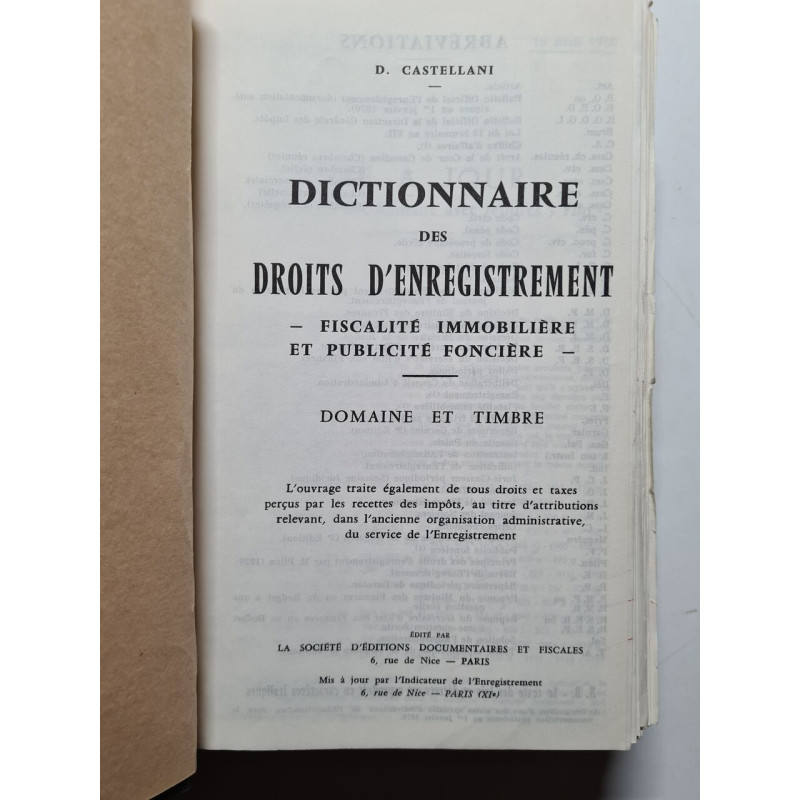 D. CASTELLANI
DICTIONNAIRE
DES
DROITS D'ENREGISTREMENT
— FISCALITÉ IMMOBILIÈRE
ET PUBLICITÉ FONCIÈRE —
DOMAINE ET TIMBRE
L'ouvrage traite également de tous droits et taxes
perçus par les recettes des impôts, au titre d'attributions
relevant, dans l'ancienne organisation administrative,
du service de l'Enregistrement
ÉDITÉ PAR
LA SOCIÉTÉ D'ÉDITIONS DOCUMENTAIRES ET FISCALES
6, rue de Nice — PARIS
Mis à jour par l'Indicateur de l'Enregistrement
6, rue de Nice — PARIS (XIe)